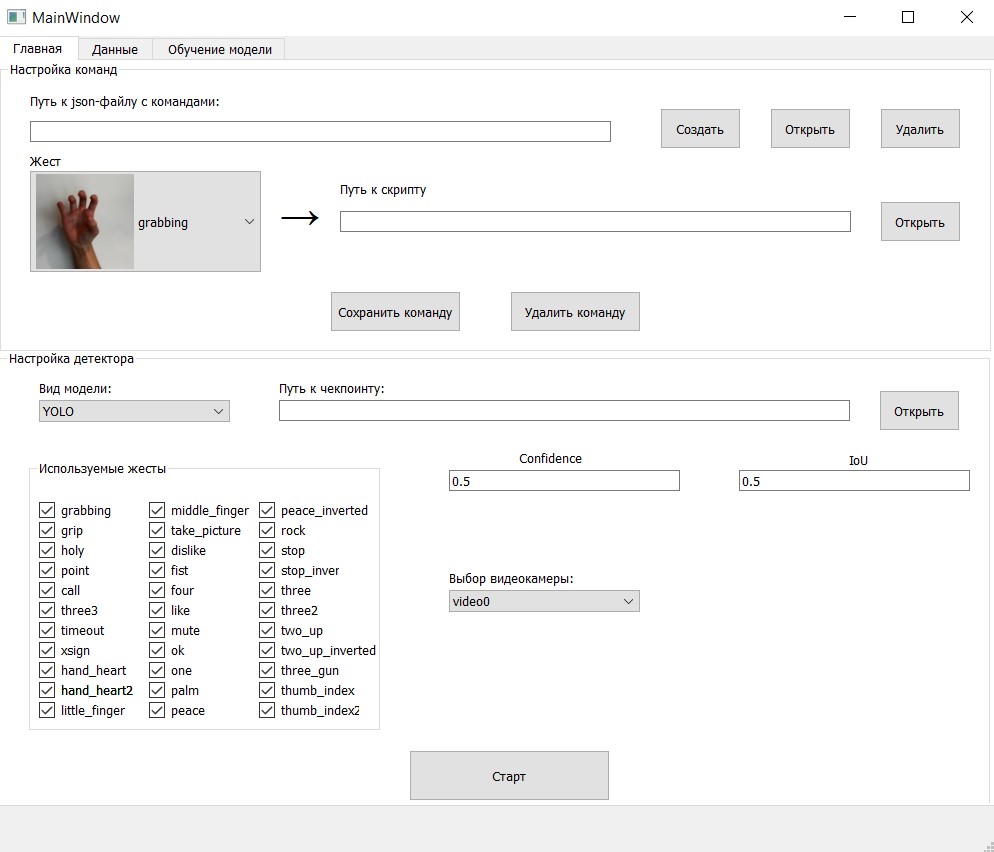 MainWindow
Главная Данные Обучение модели
Настройка команд
Путь к json-файлу с командами:
Создать Открыть Удалить
Жест
grabbing
Путь к скрипту
Открыть
Сохранить команду Удалить команду
Настройка детектора
Вид модели: Путь к чекпоинту:
YOLO
Открыть
Confidence IoU
0.5 0.5
Используемые жесты
grabbing middle_finger peace_inverted
grip take_picture rock
holy dislike stop
point fist stop_inver
call four three
three3 like three2
timeout mute two_up
xsign ok two_up_inverted
hand_heart one three_gun
hand_heart2 palm thumb_index
little_finger peace thumb_index2
Выбор видеокамеры:
video0
Старт